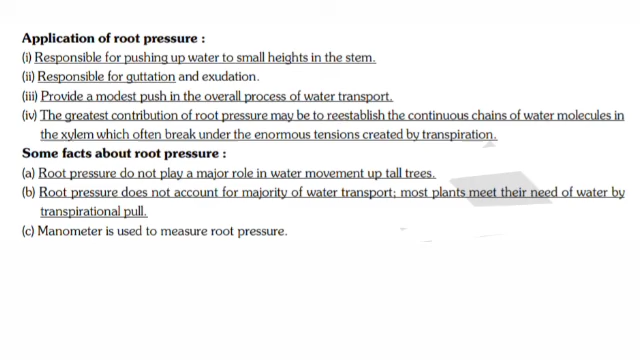 Application of root pressure :
(i) Responsible for pushing up water to small heights in the stem.
(ii) Responsible for guttation and exudation.
(iii) Provide a modest push in the overall process of water transport.
(iv) The greatest contribution of root pressure may be to reestablish the continuous chains of water molecules in
the xylem which often break under the enormous tensions created by transpiration.
Some facts about root pressure :
(a) Root pressure do not play a major role in water movement up tall trees.
(b) Root pressure does not account for majority of water transport; most plants meet their need of water by
transpirational pull.
(c) Manometer is used to measure root pressure.